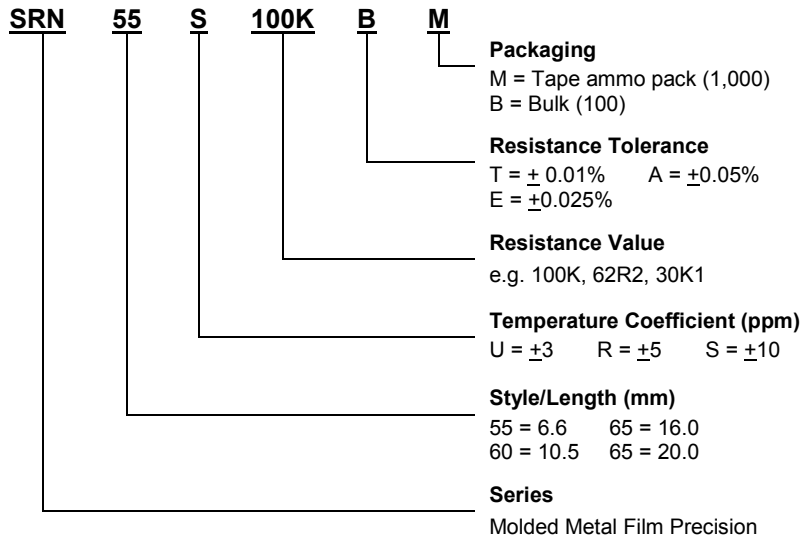 SRN 55 S 100K B M
Packaging
M = Tape ammo pack (1,000)
B = Bulk (100)
Resistance Tolerance
T = + 0.01% A = +0.05%
E = +0.025%
Resistance Value
e.g. 100K, 62R2, 30K1
Temperature Coefficient (ppm)
U = +3 R = +5 S = +10
Style/Length (mm)
55 = 6.6 65 = 16.0
60 = 10.5 65 = 20.0
Series
Molded Metal Film Precision